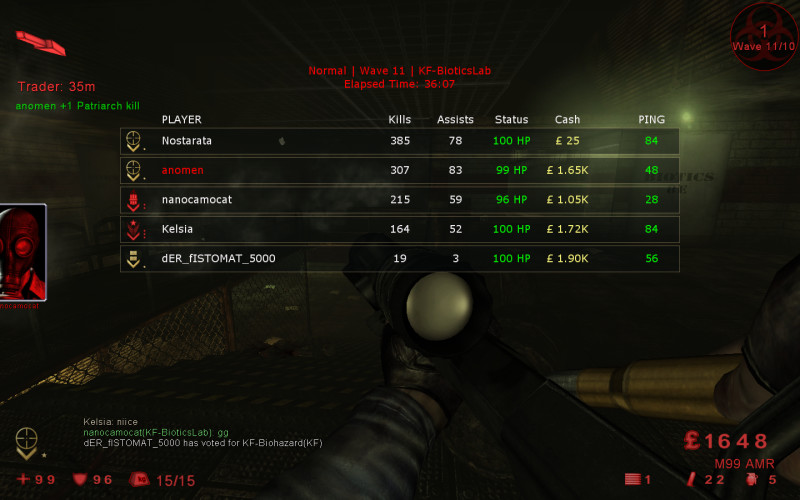 1
Wave 11/10
Normal | Wave 11 | KF-BioticsLab
Elapsed Time: 36:07
Trader: 35m
anomen +1 Patriarch kill
PLAYER Kills Assists Status Cash PING
Nostarata 385 78 100 HP £ 25 84
anomen 307 83 99 HP £ 1.65K 48
nanocamocat 215 59 96 HP £ 1.05K 28
Kelsia 164 52 100 HP £ 1.72K 84
dER_fISTOMAT_5000 19 3 100 HP £ 1.90K 56
Kelsia: niice
nanocamocat(KF-BioticsLab): gg
dER_fISTOMAT_5000 has voted for KF-Biohazard(KF)
£1648
M99 AMR
99 96 15/15 1 22 5